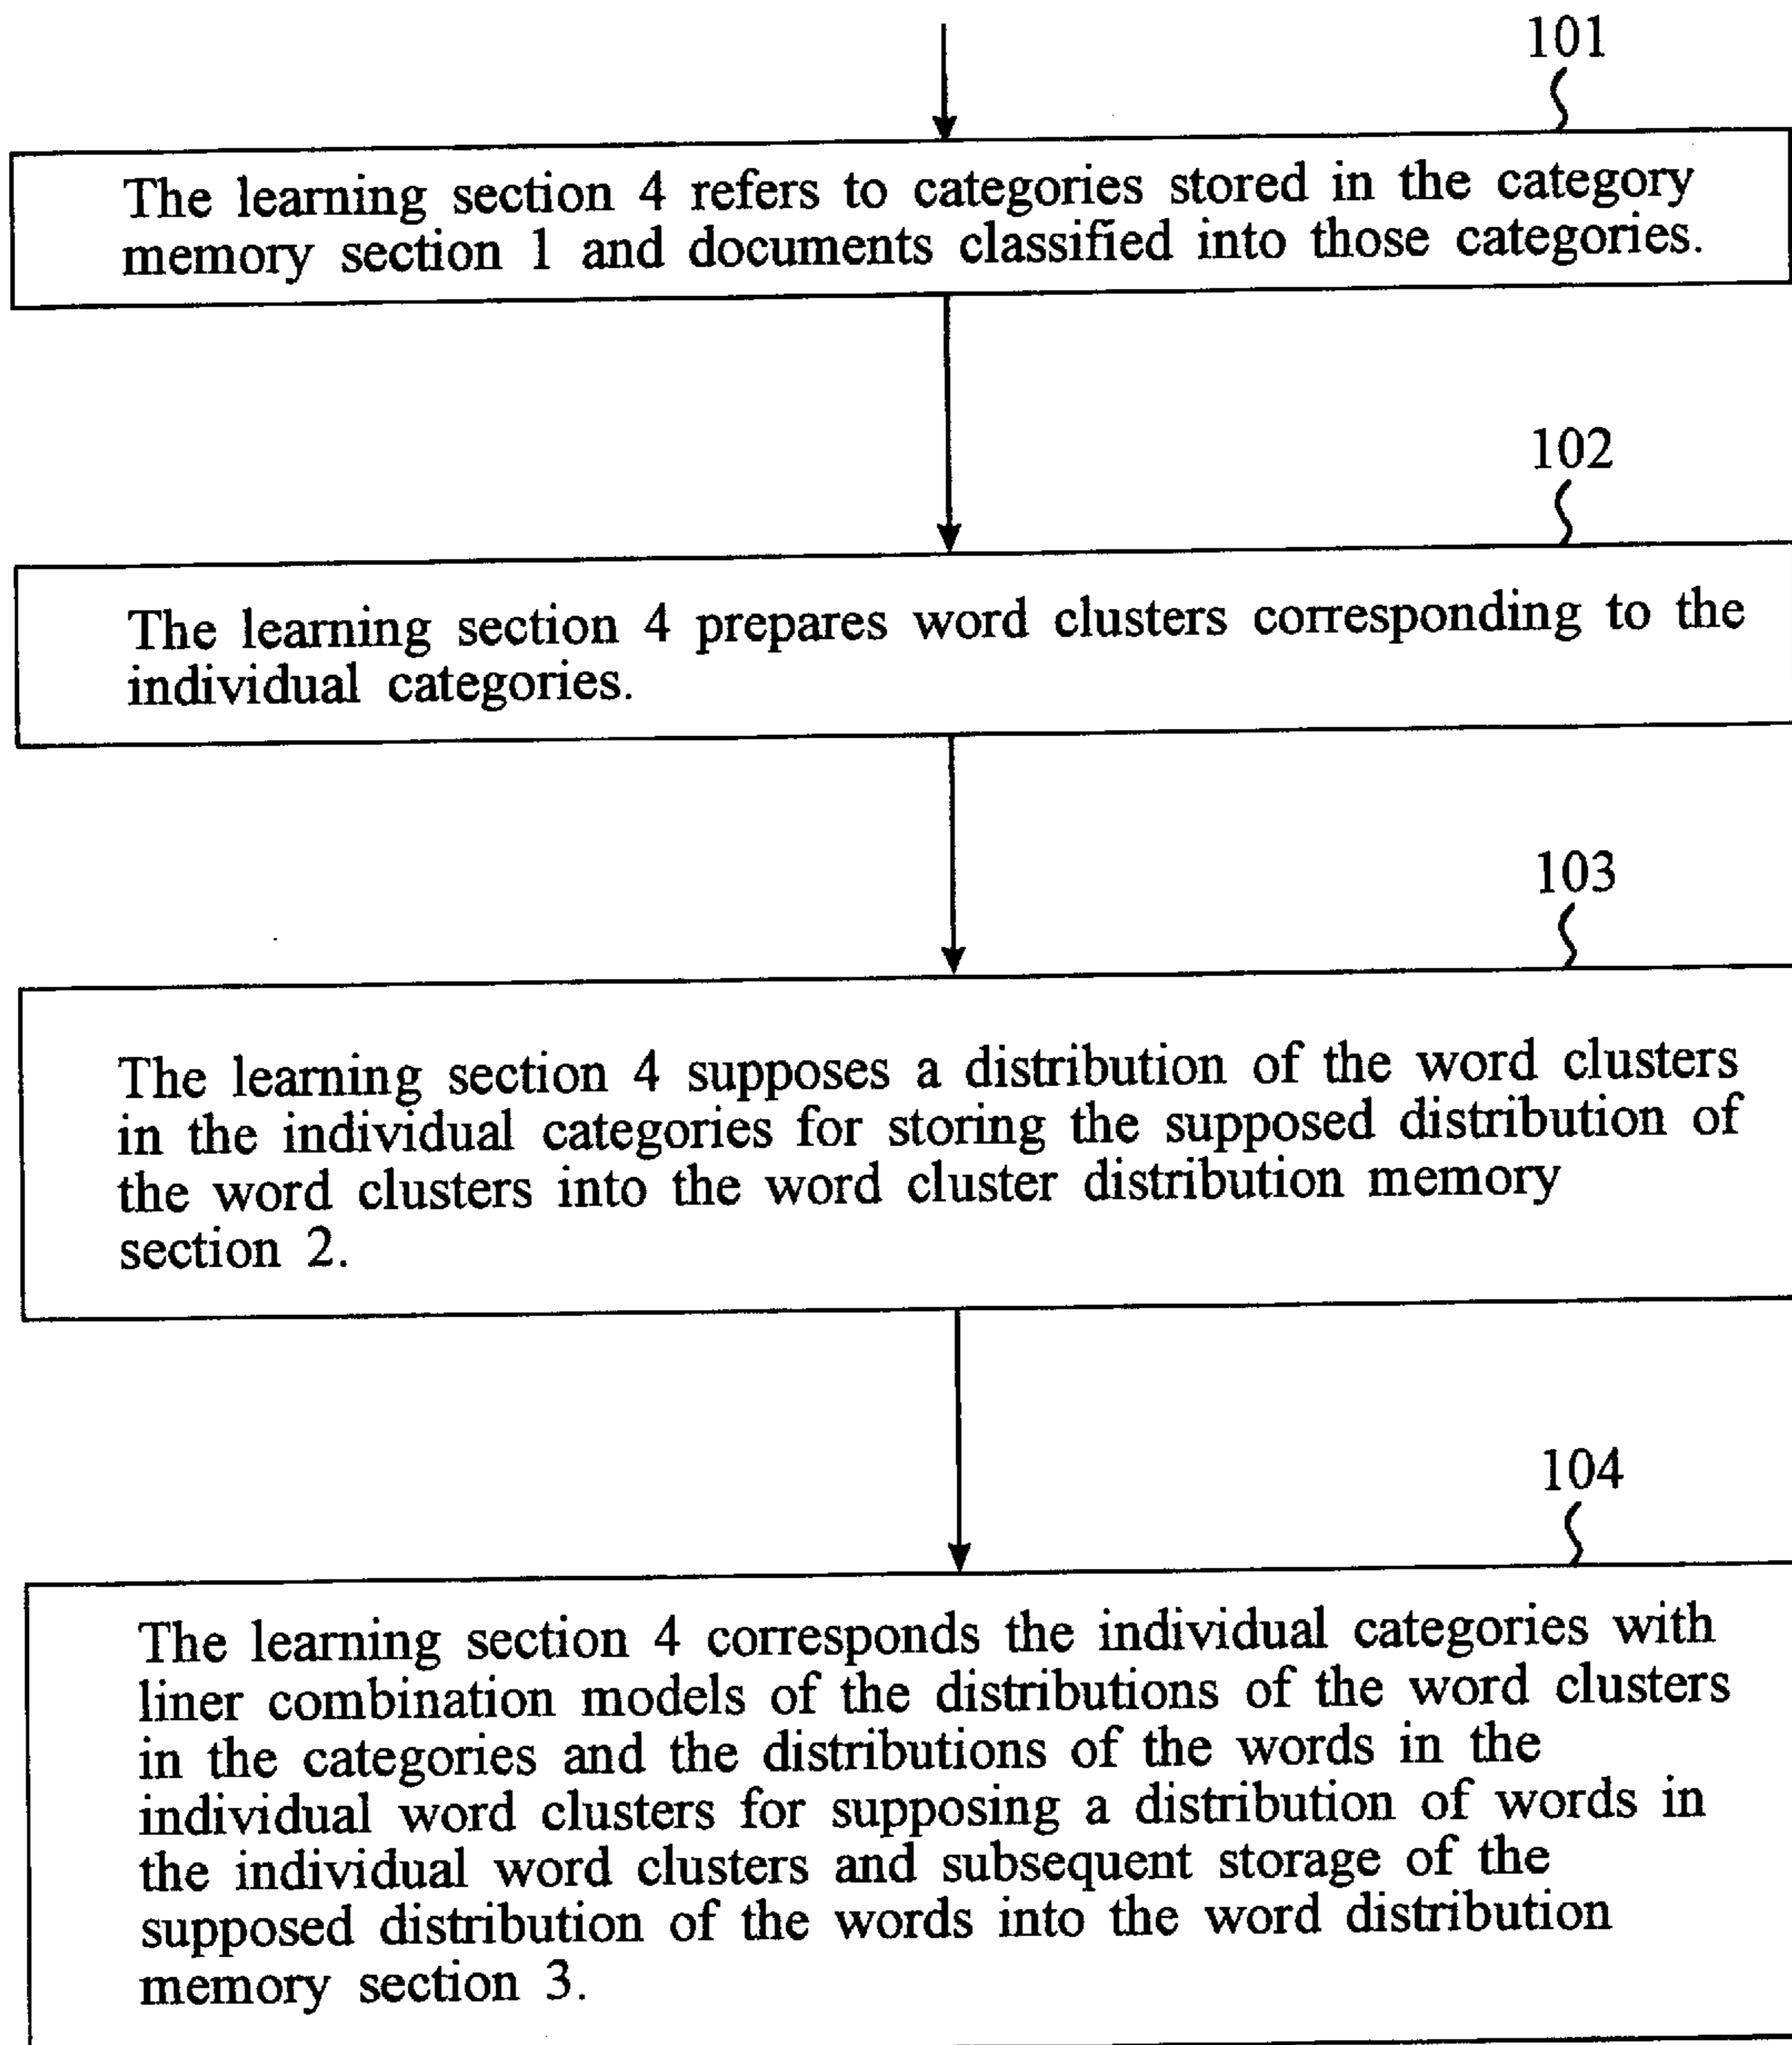 101
The learning section 4 refers to categories stored in the category
memory section 1 and documents classified into those categories.
102
The learning section 4 prepares word clusters corresponding to the
individual categories.
103
The learning section 4 supposes a distribution of the word clusters
in the individual categories for storing the supposed distribution of
the word clusters into the word cluster distribution memory
section 2.
104
The learning section 4 corresponds the individual categories with
liner combination models of the distributions of the word clusters
in the categories and the distributions of the words in the
individual word clusters for supposing a distribution of words in
the individual word clusters and subsequent storage of the
supposed distribution of the words into the word distribution
memory section 3.